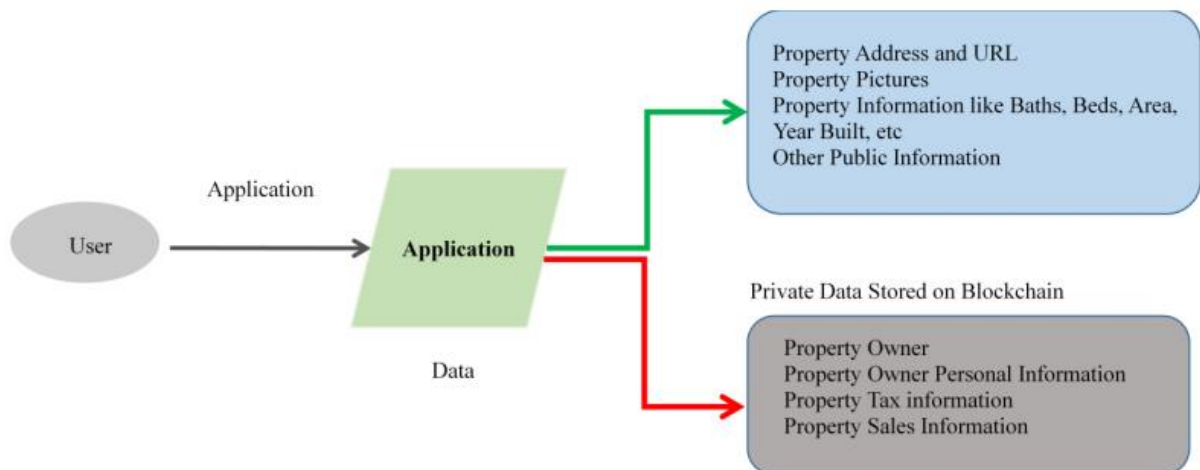 Property Address and URL
Property Pictures
Property Information like Baths, Beds, Area,
Year Built, etc
Other Public Information
Application
User
Application
Data
Private Data Stored on Blockchain
Property Owner
Property Owner Personal Information
Property Tax information
Property Sales Information